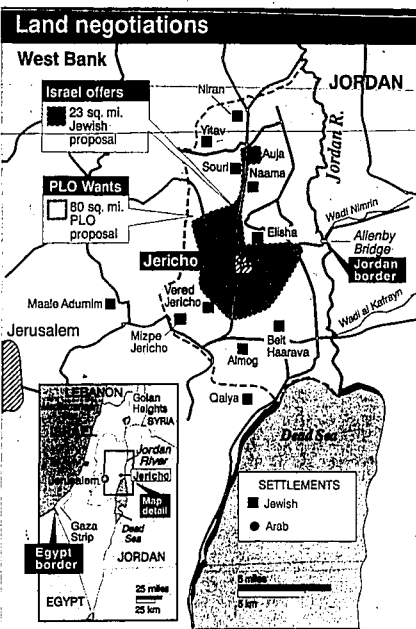 Land negotiations
West Bank
JORDAN
Israel offers
23 sq. mi.
Jewish
proposal
Niran
Yitav
Auja
Sourl
Naama
Jordan R.
PLO Wants
80 sq. mi.
PLO
proposal
Wadi Nimrin
Elisha
Allenby
Bridge
Jordan
border
Jericho
Vered
Jericho
Maale Adumim
Wadi al Kafrayn
Jerusalem
Mizpe
Jericho
Beit
Haarava
Almog
Qalya
Dead Sea
LEBANON
Golan
Heights
SYRIA
Jordan
River
Jerusalem
Jericho
Map
detail
Gaza
Strip
Dead
Sea
Egypt
border
JORDAN
EGYPT
25 miles
25 km
SETTLEMENTS
Jewish
Arab
5 miles
5 km